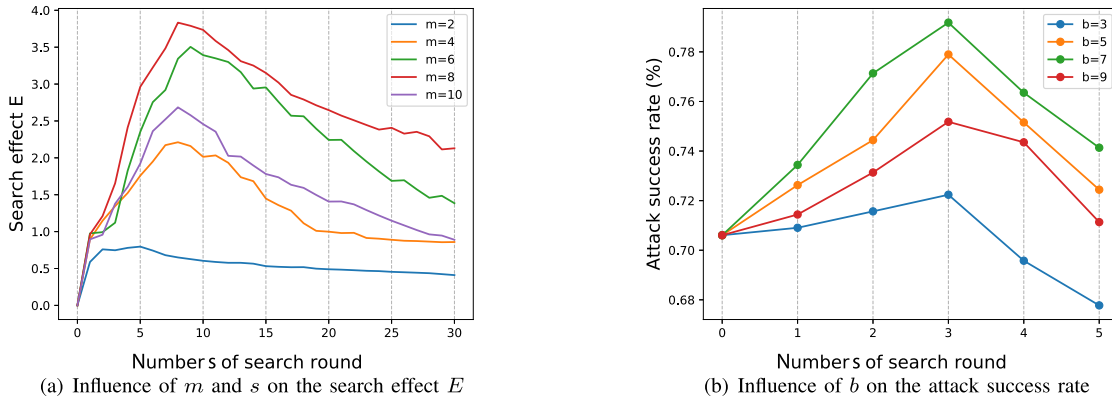 4.0
3.5
3.0
2.5
2.0
1.5
1.0
0.5
0.0
Search effect E
m=2
m=4
m=6
m=8
m=10
0 5 10 15 20 25 30
Numbers of search round
(a) Influence of m and s on the search effect E
0.78
0.76
0.74
0.72
0.70
0.68
Attack success rate (%)
b=3
b=5
b=7
b=9
0 1 2 3 4 5
Numbers of search round
(b) Influence of b on the attack success rate